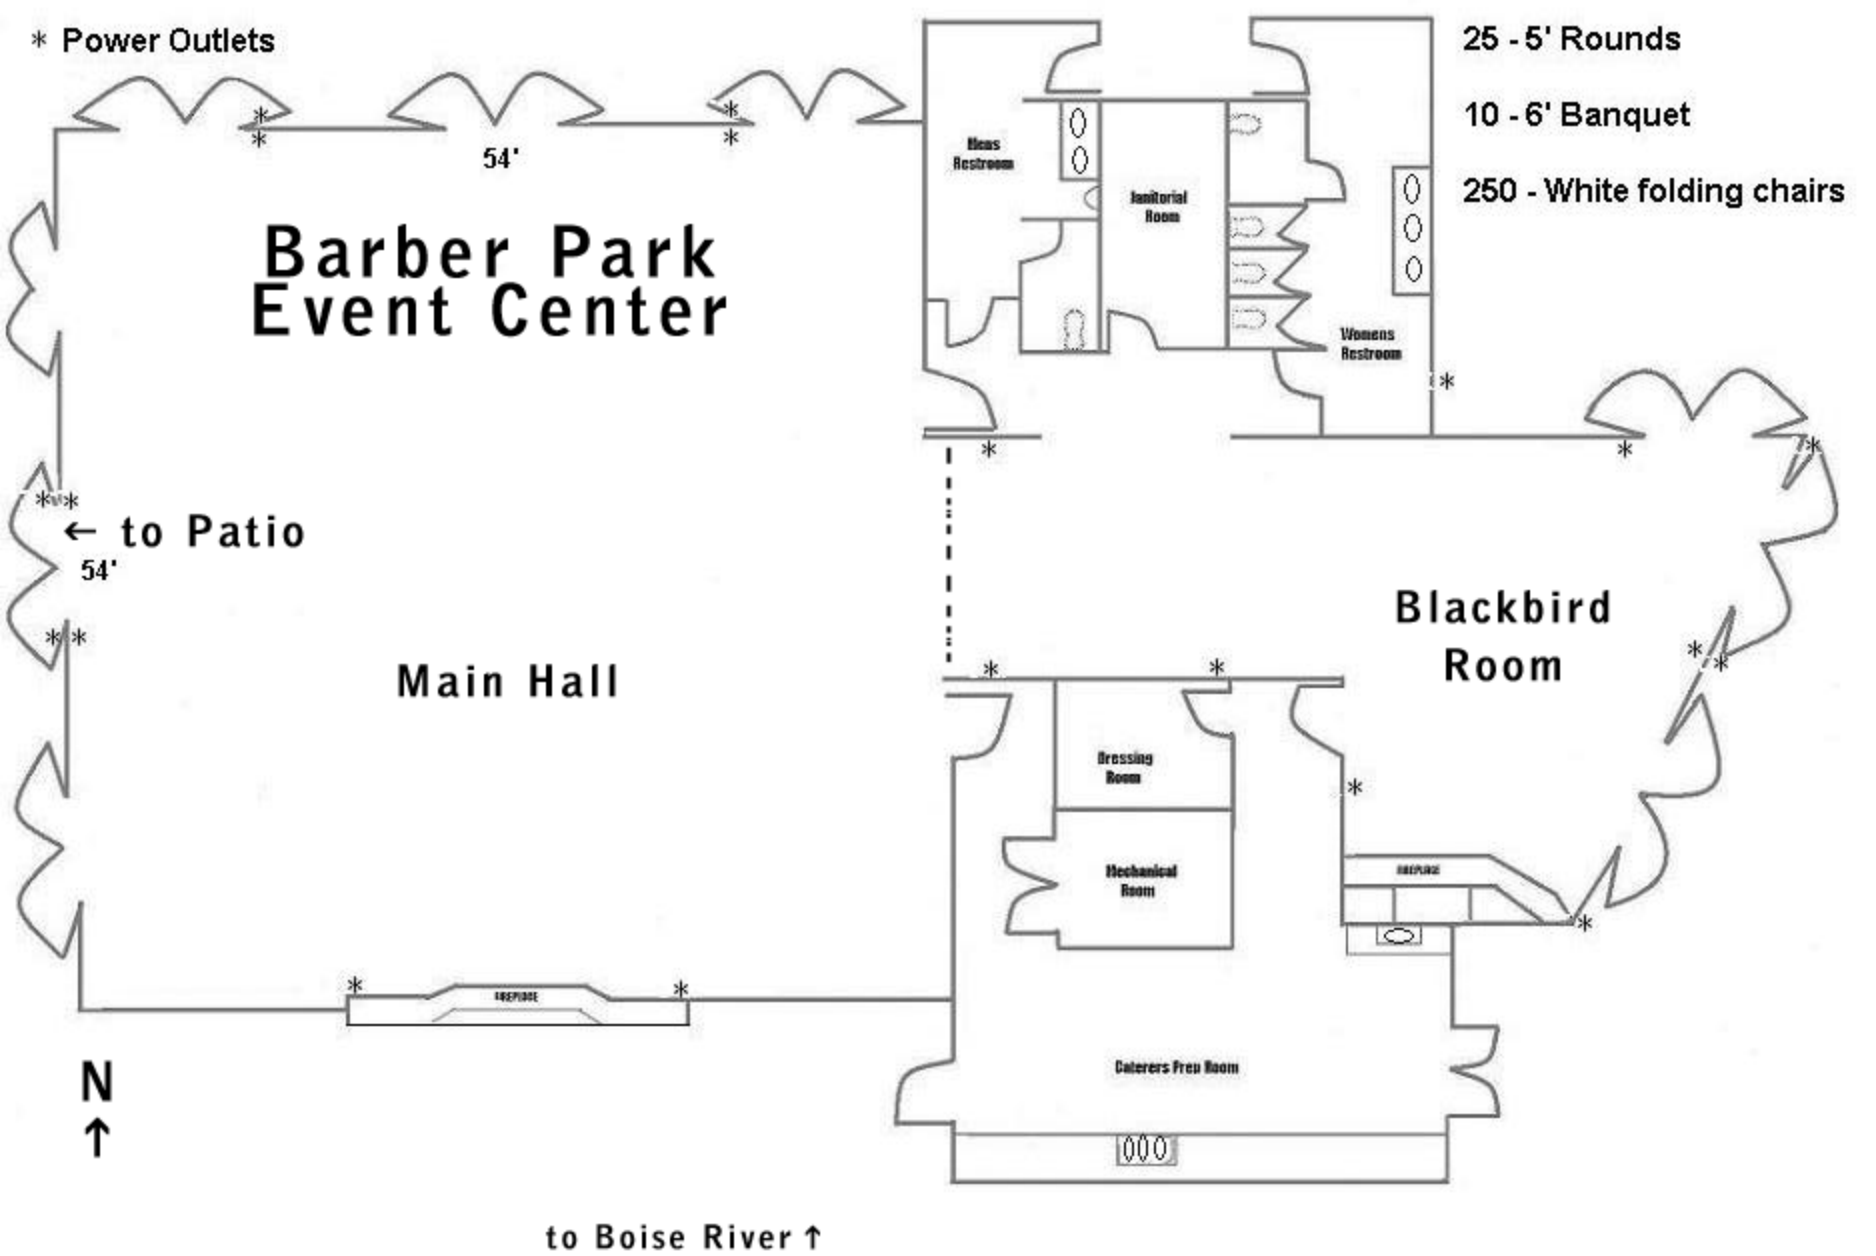 * Power Outlets
25 - 5' Rounds
10 - 6' Banquet
250 - White folding chairs
54'
Mens
Restroom
Janitorial
Room
Barber Park
Event Center
Womens
Restroom
← to Patio
54'
Blackbird
Room
Main Hall
Dressing
Room
Mechanical
Room
FIREPLACE
FIREPLACE
Caterers Prep Room
N
↑
to Boise River ↑